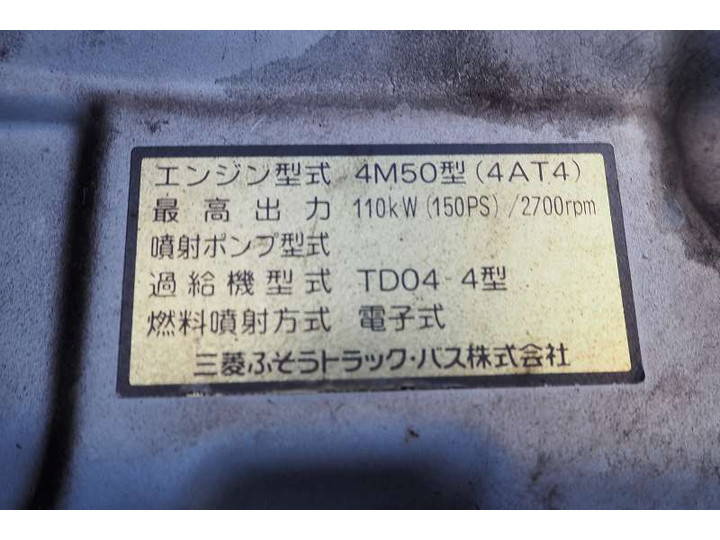 エンジン型式 4M50型(4AT4)
最高出力 110kW(150PS)/2700rpm
噴射ポンプ型式
過給機型式 TD04-4型
燃料噴射方式 電子式
三菱ふそうトラック・バス株式会社